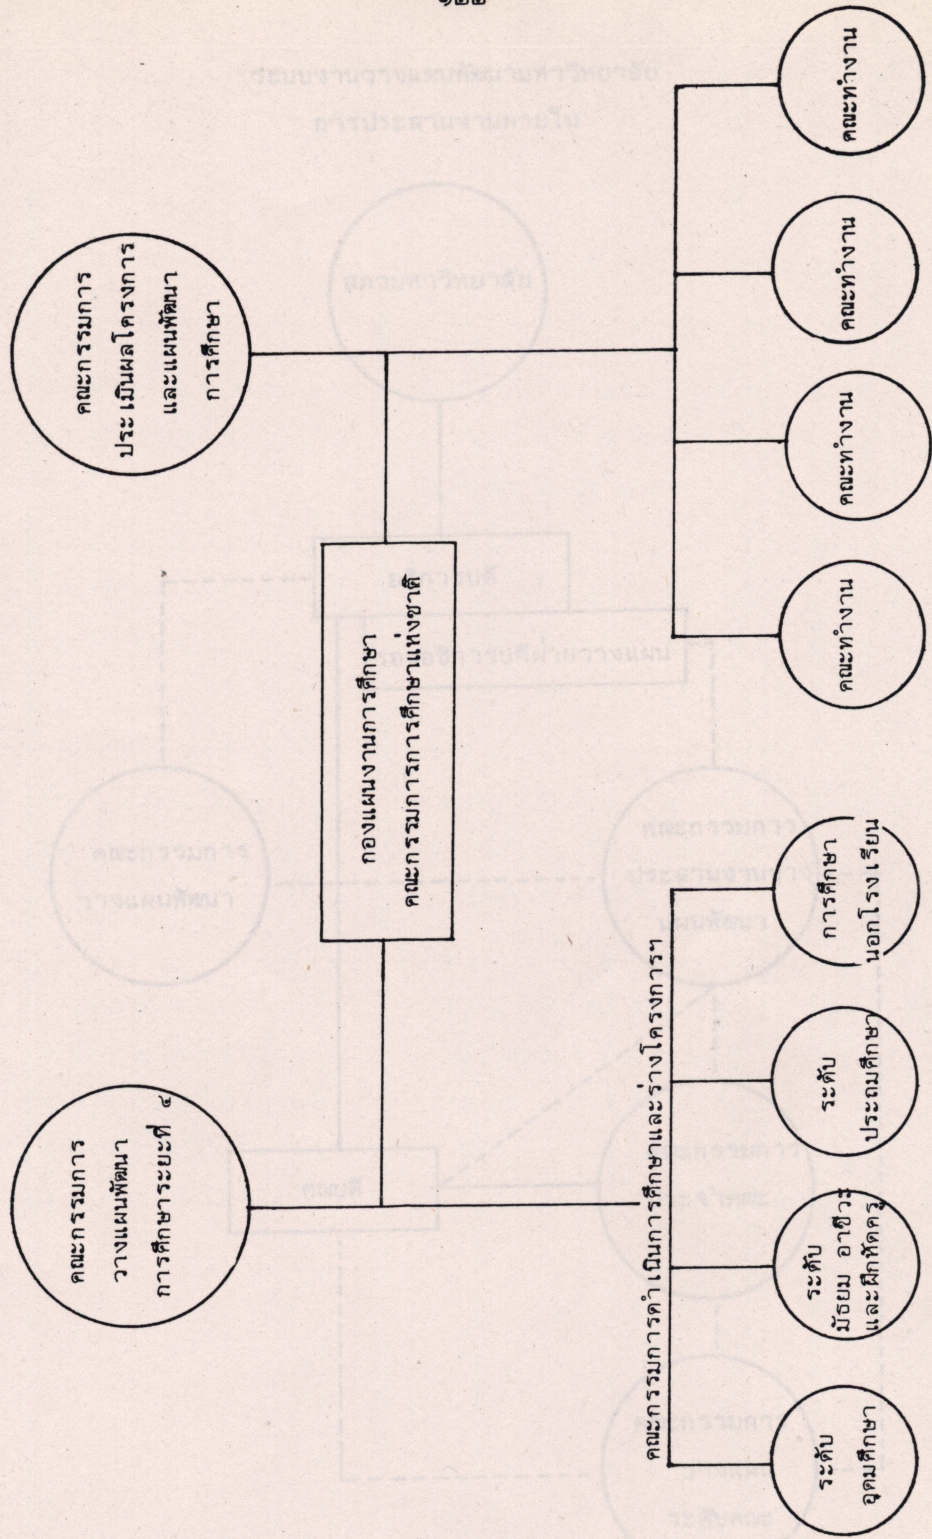 ๑๒๒
คณะกรรมการ
วางแผนพัฒนา
การศึกษาระยะที่ ๔
คณะกรรมการ
ประเมินผลโครงการ
และแผนพัฒนา
การศึกษา
กองแผนงานการศึกษา
คณะกรรมการการศึกษาแห่งชาติ
คณะกรรมการดำเนินการศึกษาและร่างโครงการฯ
ระดับ
อุดมศึกษา
ระดับ
มัธยม อาชีวะ
และฝึกหัดครู
ระดับ
ประถมศึกษา
การศึกษา
นอกโรงเรียน
คณะทำงาน
คณะทำงาน
คณะทำงาน
คณะทำงาน